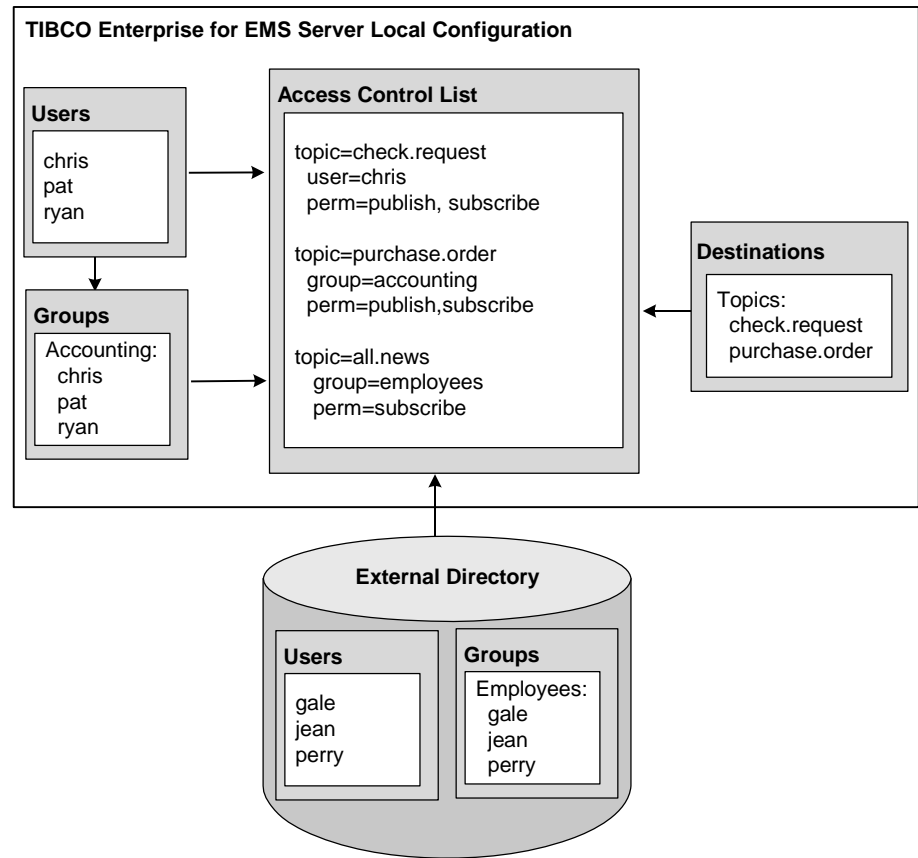 TIBCO Enterprise for EMS Server Local Configuration
Users
chris
pat
ryan
Groups
Accounting:
chris
pat
ryan
Access Control List
topic=check.request
user=chris
perm=publish, subscribe
topic=purchase.order
group=accounting
perm=publish,subscribe
topic=all.news
group=employees
perm=subscribe
Destinations
Topics:
check.request
purchase.order
External Directory
Users
gale
jean
perry
Groups
Employees:
gale
jean
perry